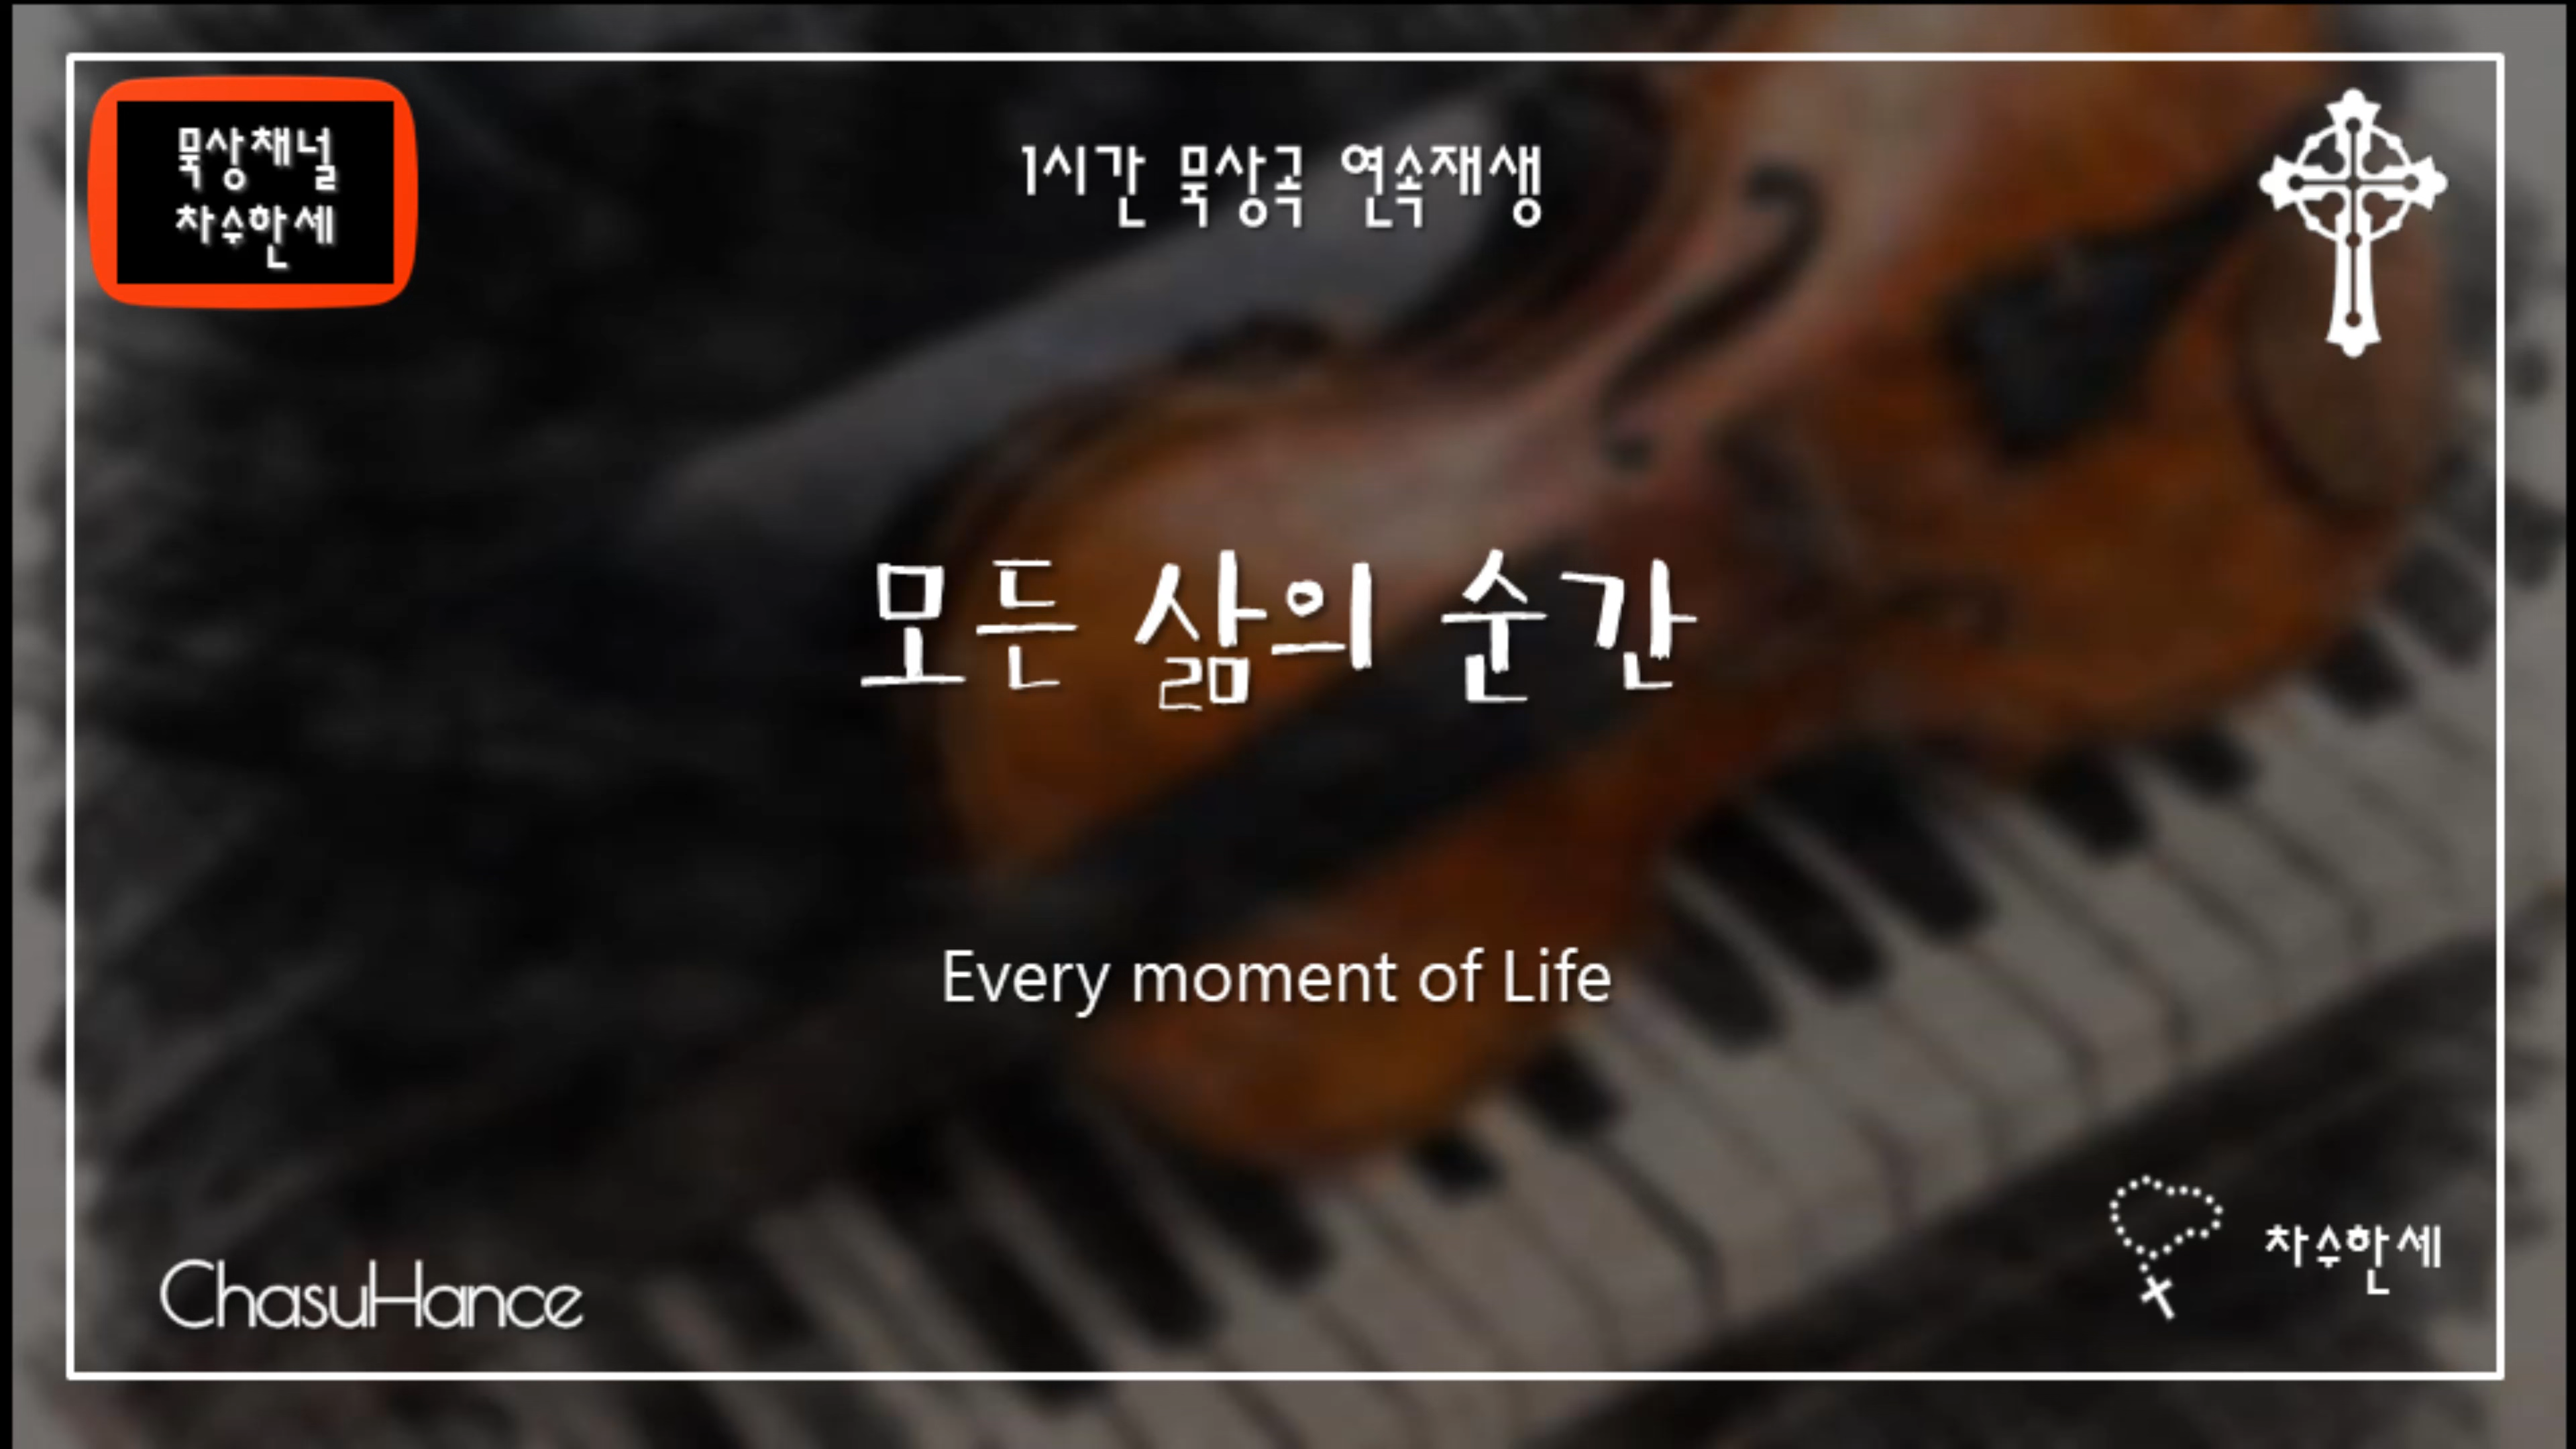 묵상채널
차수한세
1시간 묵상곡 연속재생
모든 삶의 순간
Every moment of Life
ChasuHance
차수한세